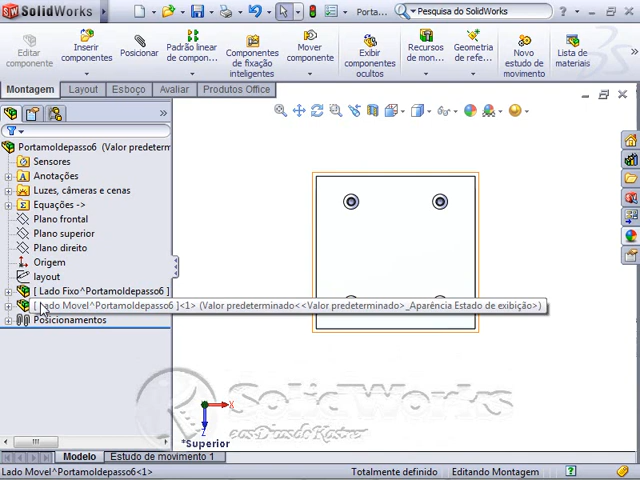 SolidWorks
Porta...
Pesquisa do SolidWorks
Editar componente
Inserir componentes
Posicionar
Padrão linear de compon...
Componentes de fixação inteligentes
Mover componente
Exibir componentes ocultos
Recursos de mon...
Geometria de refe...
Novo estudo de movimento
Lista de materiais
Montagem
Layout
Esboço
Avaliar
Produtos Office
Portamoldepasso6 (Valor predetermi
Sensores
Anotações
Luzes, câmeras e cenas
Equações ->
Plano frontal
Plano superior
Plano direito
Origem
layout
[ Lado Fixo^Portamoldepasso6 ]
[ Lado Movel^Portamoldepasso6 ]<1> (Valor predeterminado<<Valor predeterminado>_Aparência Estado de exibição>)
Posicionamentos
SolidWorks
X
Z
*Superior
Modelo
Estudo de movimento 1
Lado Movel^Portamoldepasso6<1>
Totalmente definido
Editando Montagem